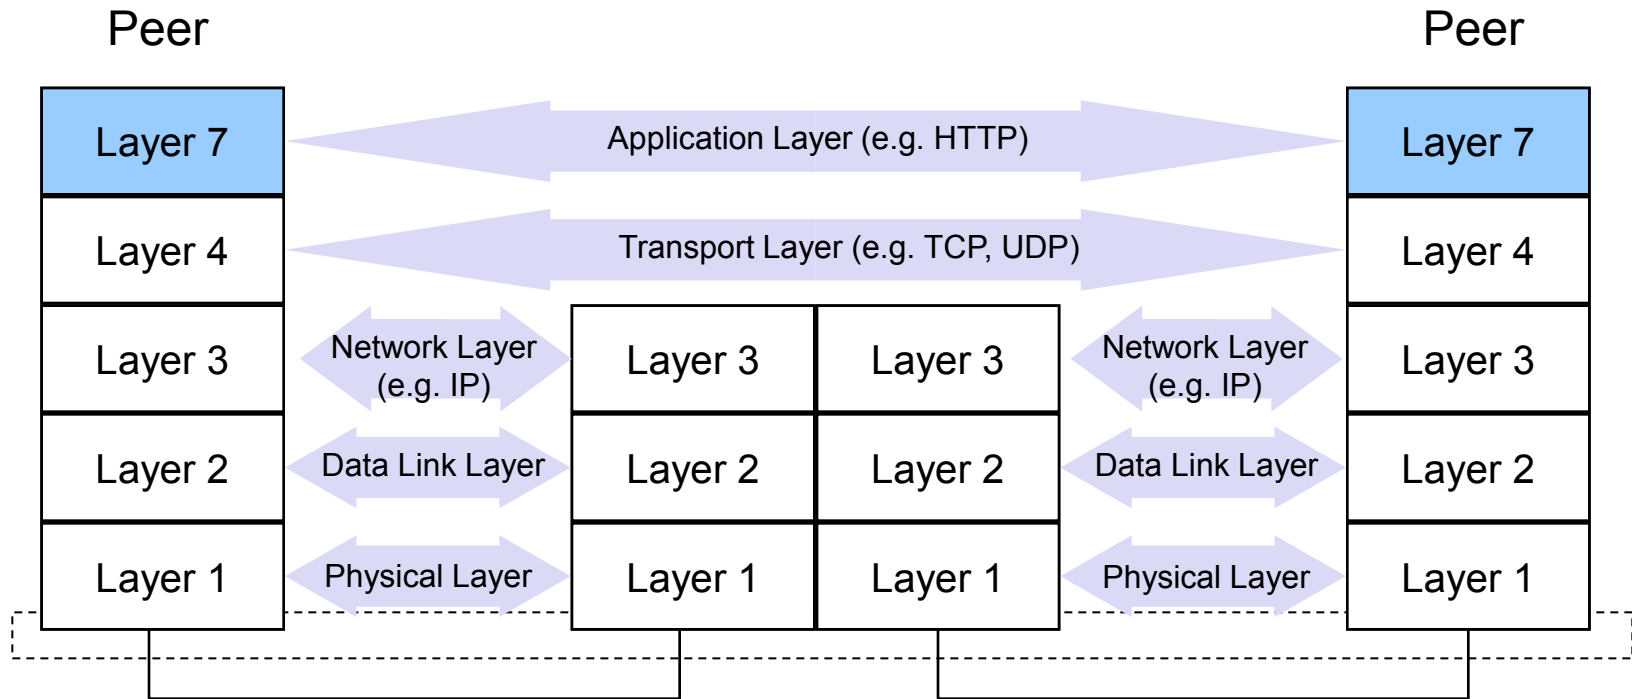 Peer
Peer
Layer 7
Application Layer (e.g. HTTP)
Layer 7
Layer 4
Transport Layer (e.g. TCP, UDP)
Layer 4
Layer 3
Network Layer
(e.g. IP)
Layer 3
Layer 3
Network Layer
(e.g. IP)
Layer 3
Layer 2
Data Link Layer
Layer 2
Layer 2
Data Link Layer
Layer 2
Layer 1
Physical Layer
Layer 1
Layer 1
Physical Layer
Layer 1